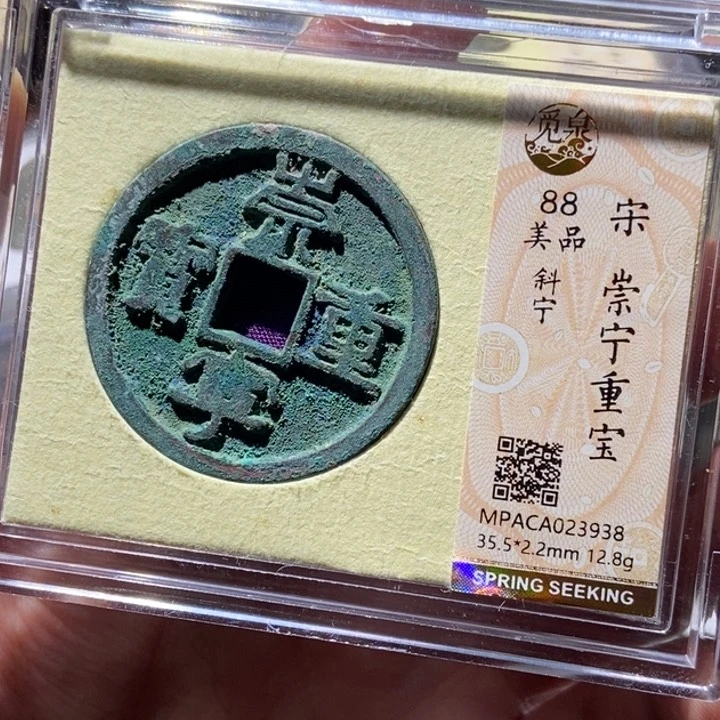 崇
寧
重
寶
觅泉
88
美品
斜宁
宋 崇宁重宝
MPACA023938
35.5*2.2mm 12.8g
SPRING SEEKING